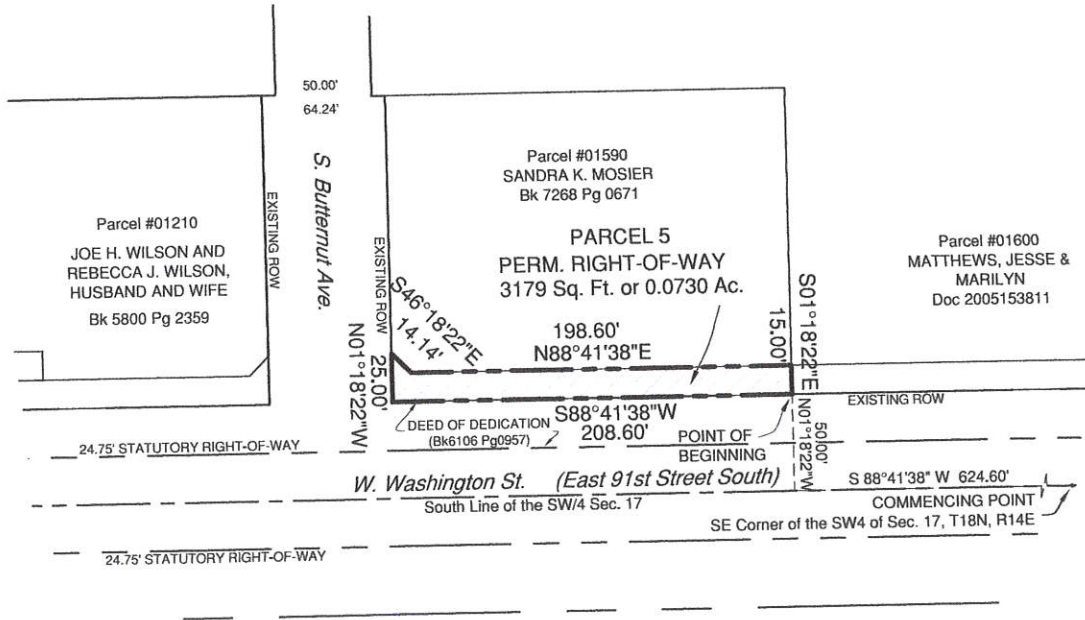 50.00'
64.24'
S. Butternut Ave.
EXISTING ROW
EXISTING ROW
Parcel #01210
JOE H. WILSON AND
REBECCA J. WILSON,
HUSBAND AND WIFE
Bk 5800 Pg 2359
Parcel #01590
SANDRA K. MOSIER
Bk 7268 Pg 0671
PARCEL 5
PERM. RIGHT-OF-WAY
3179 Sq. Ft. or 0.0730 Ac.
Parcel #01600
MATTHEWS, JESSE &
MARILYN
Doc 2005153811
S46°18'22"E
14.14'
198.60'
N88°41'38"E
15.00'
S01°18'22"E
N01°18'22"W
25.00'
S88°41'38"W
208.60'
DEED OF DEDICATION
(Bk6106 Pg0957)
POINT OF
BEGINNING
EXISTING ROW
50.00'
N01°18'22"W
24.75' STATUTORY RIGHT-OF-WAY
W. Washington St. (East 91st Street South)
South Line of the SW/4 Sec. 17
S 88°41'38" W 624.60'
COMMENCING POINT
SE Corner of the SW4 of Sec. 17, T18N, R14E
24.75' STATUTORY RIGHT-OF-WAY